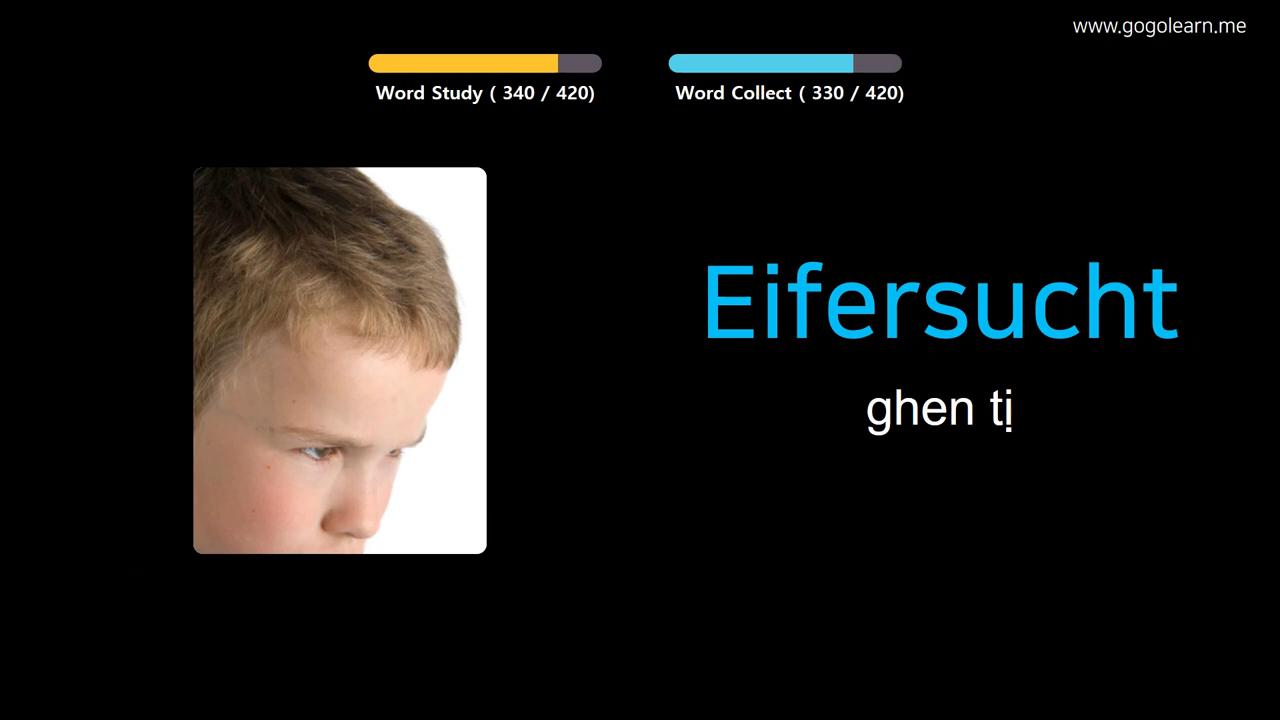 www.gogolearn.me
Word Study ( 340 / 420)
Word Collect ( 330 / 420)
Eifersucht
ghen tị